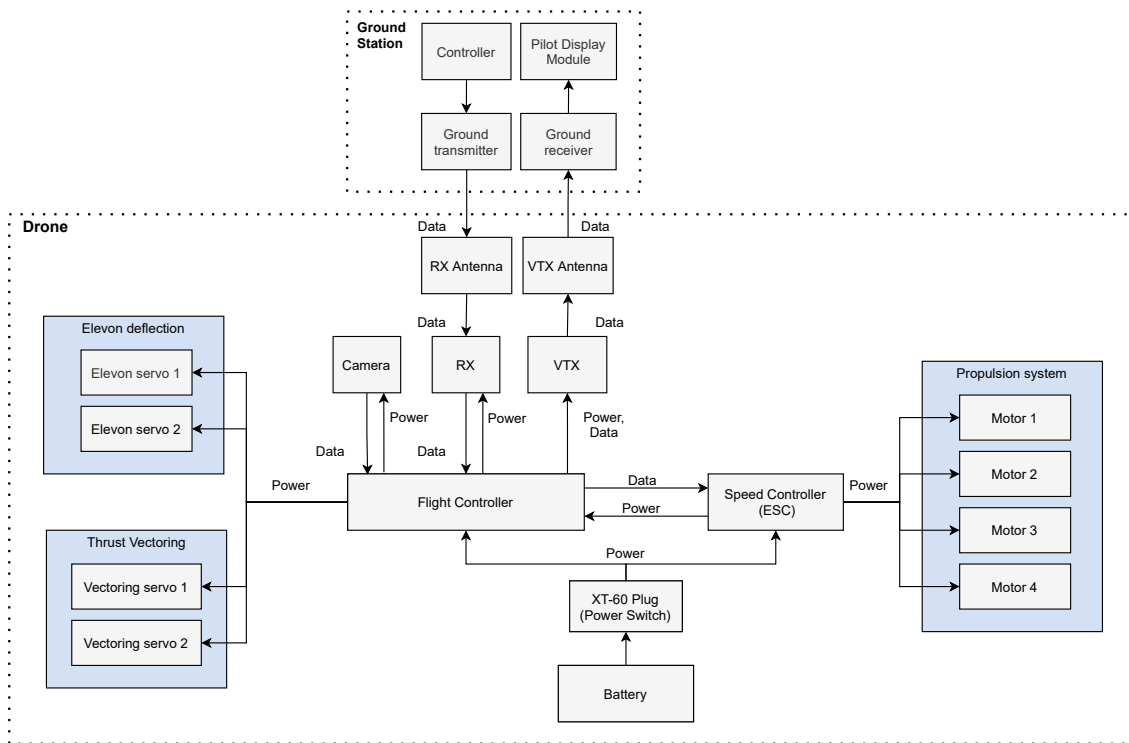 Ground
Station
Controller
Pilot Display
Module
Ground
transmitter
Ground
receiver
Data
Data
Drone
RX Antenna
VTX Antenna
Data
Data
Elevon deflection
Elevon servo 1
Elevon servo 2
Camera
RX
VTX
Propulsion system
Power
Power
Power,
Data
Data
Data
Motor 1
Motor 2
Motor 3
Motor 4
Power
Flight Controller
Data
Power
Speed Controller
(ESC)
Power
Thrust Vectoring
Vectoring servo 1
Vectoring servo 2
Power
XT-60 Plug
(Power Switch)
Battery